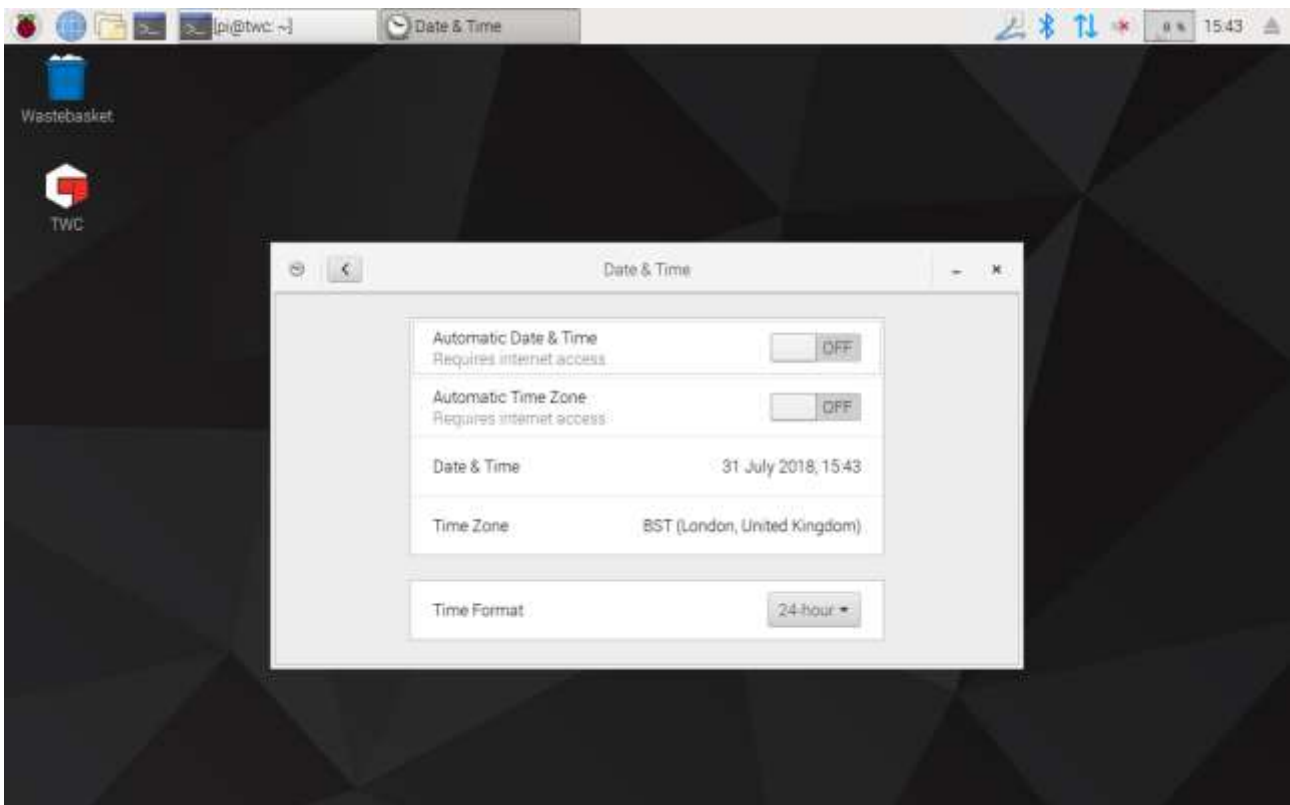 [pi@twc: ~]
Date & Time
0 %
15:43
Wastebasket
TWC
Date & Time
Automatic Date & Time
Requires internet access
OFF
Automatic Time Zone
Requires internet access
OFF
Date & Time
31 July 2018, 15:43
Time Zone
BST (London, United Kingdom)
Time Format
24-hour